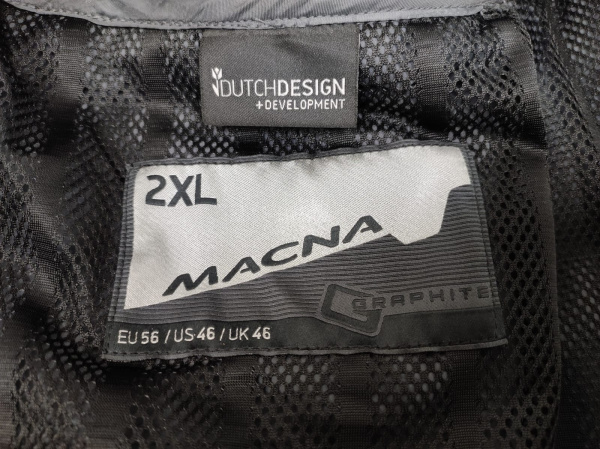 DUTCHDESIGN
+DEVELOPMENT
2XL
MACNA
GRAPHITE
EU 56 / US 46 / UK 46